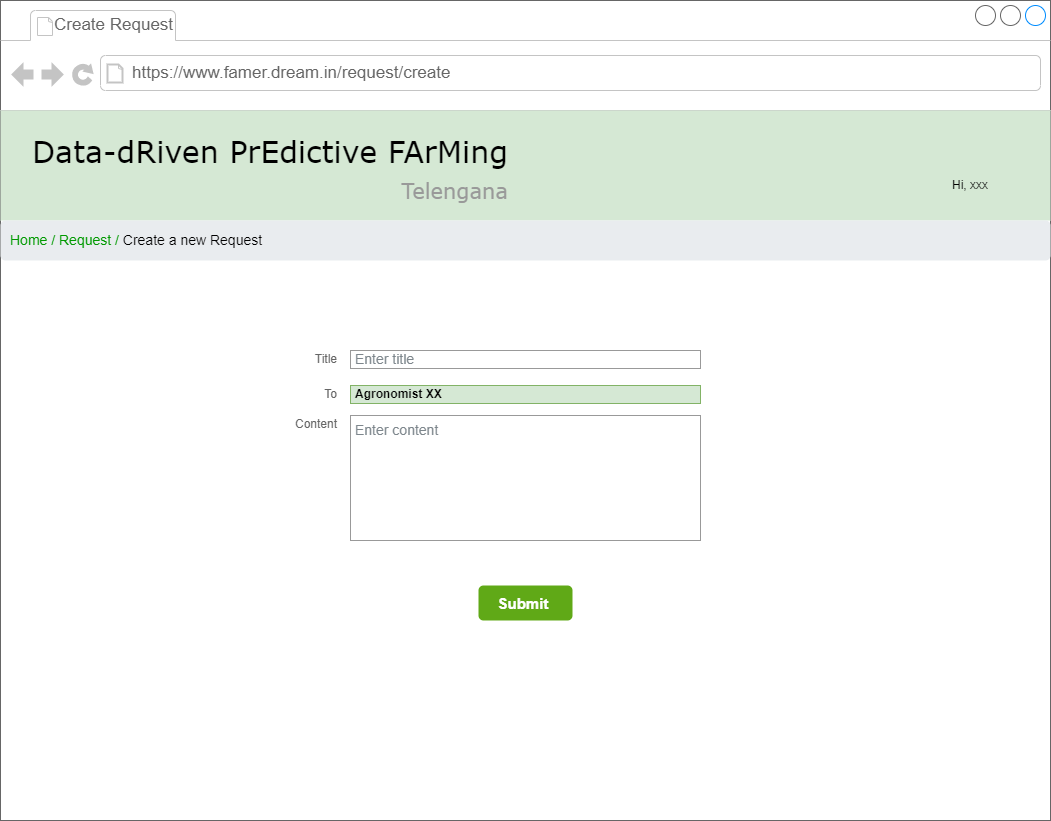 Create Request
https://www.famer.dream.in/request/create
Data-dRiven PrEdictive FArMing
Telengana
Hi, xxx
Home / Request / Create a new Request
Title Enter title
To Agronomist XX
Content Enter content
Submit